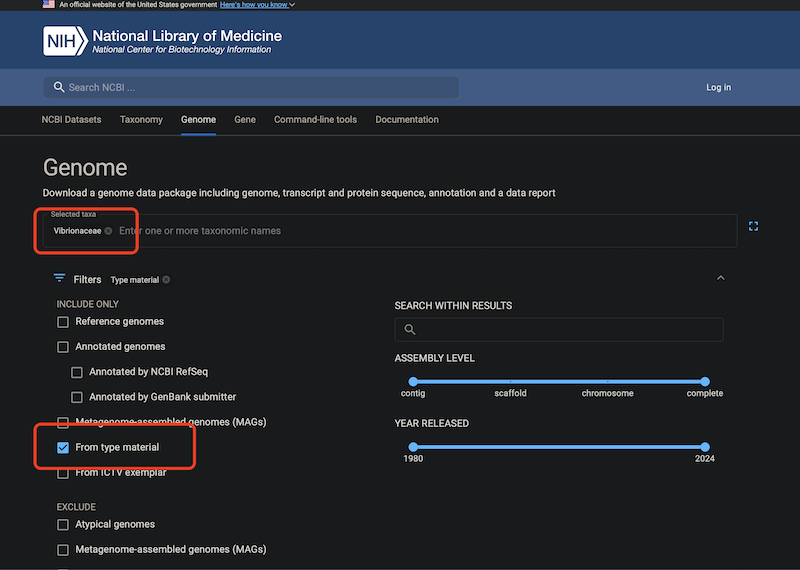 An official website of the United States government Here's how you know
NIH National Library of Medicine
National Center for Biotechnology Information
Search NCBI ...
Log in
NCBI Datasets Taxonomy Genome Gene Command-line tools Documentation
Genome
Download a genome data package including genome, transcript and protein sequence, annotation and a data report
Selected taxa
Vibrionaceae Enter one or more taxonomic names
Filters Type material
INCLUDE ONLY
Reference genomes
Annotated genomes
Annotated by NCBI RefSeq
Annotated by GenBank submitter
Metagenome-assembled genomes (MAGs)
From type material
From ICTV exemplar
EXCLUDE
Atypical genomes
Metagenome-assembled genomes (MAGs)
SEARCH WITHIN RESULTS
ASSEMBLY LEVEL
contig scaffold chromosome complete
YEAR RELEASED
1980 2024